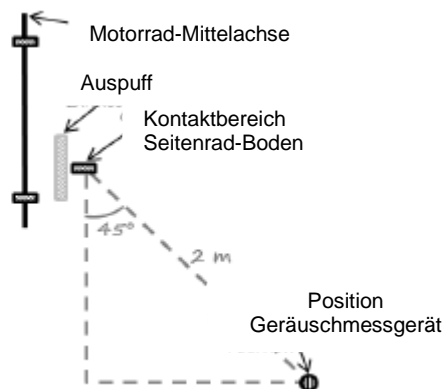 Motorrad-Mittelachse
Auspuff
Kontaktbereich
Seitenrad-Boden
45°
2 m
Position
Geräuschmessgerät